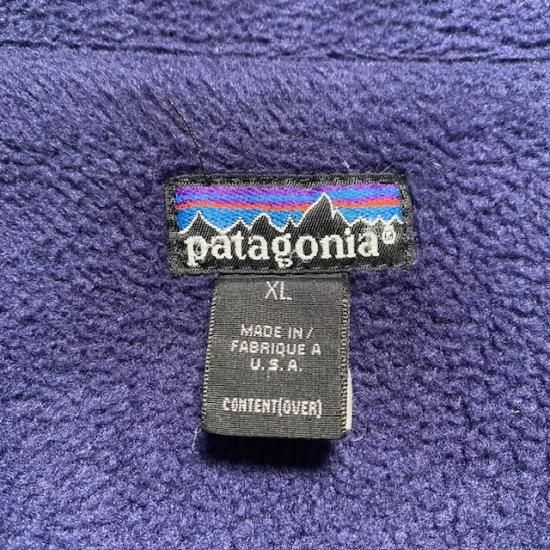 patagonia®
XL
MADE IN/
FABRIQUE A
U.S.A.
CONTENT(OVER)